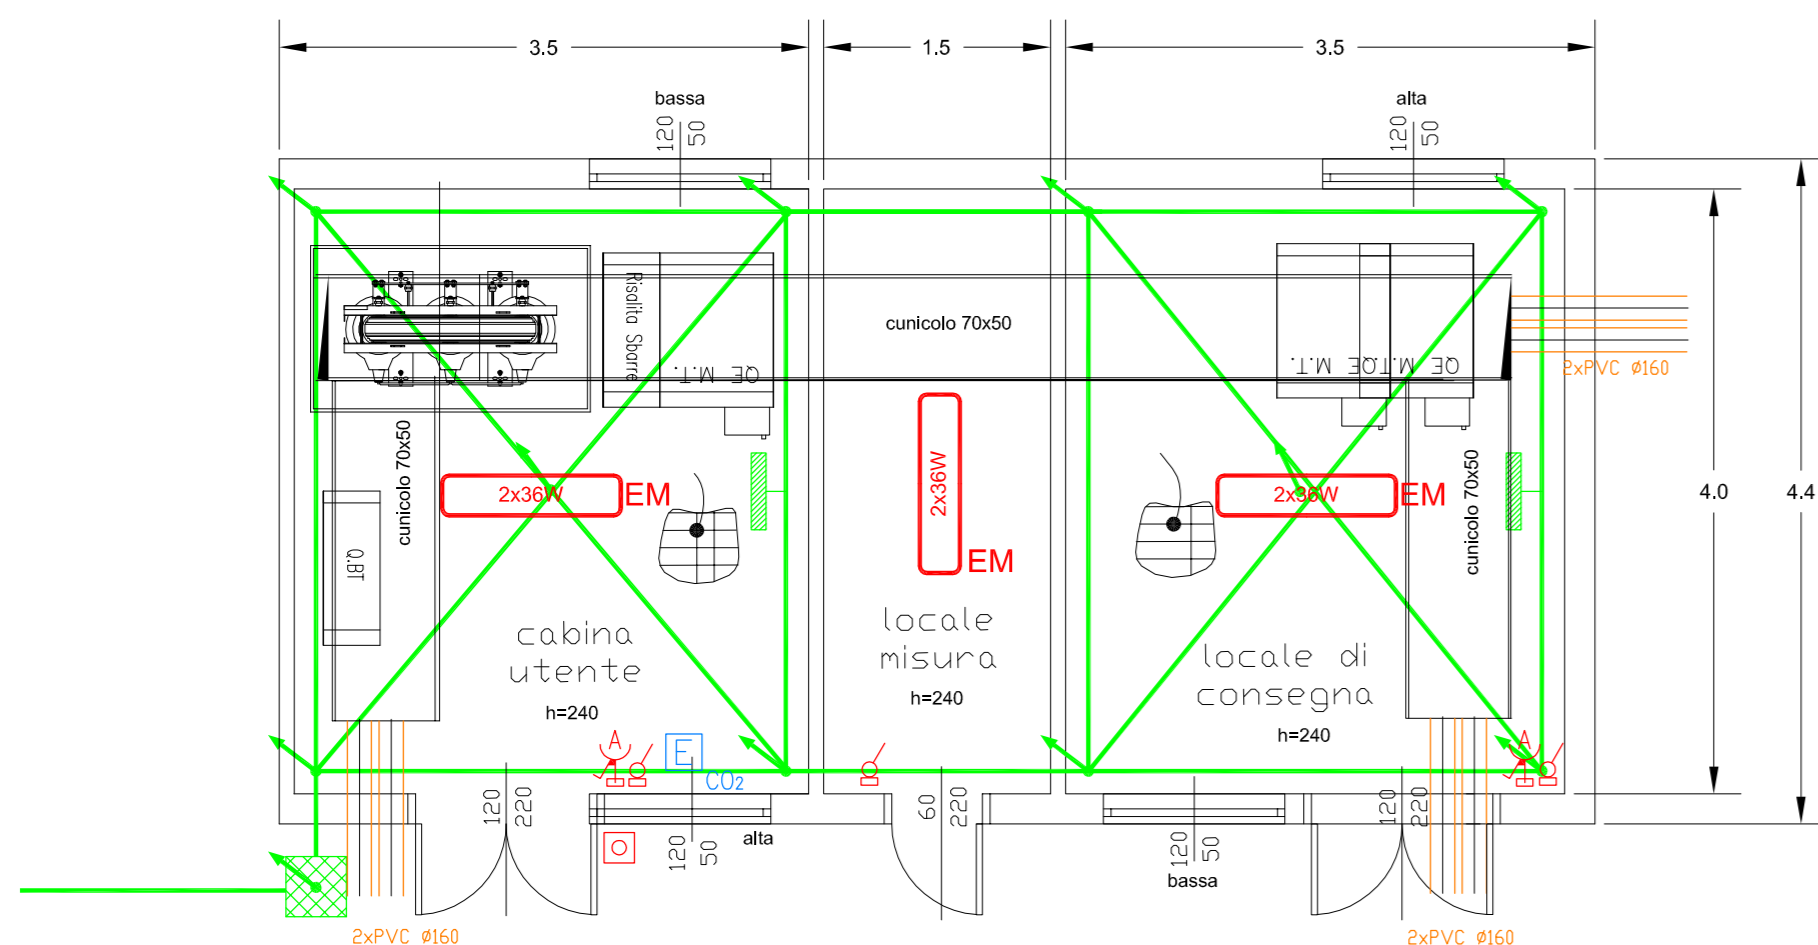 3.5
1.5
3.5
bassa
120
50
alta
120
50
Risalita Sbarre
QE M.T.
cunicolo 70x50
QE M.T.
QE M.T.
2xPVC Ø160
cunicolo 70x50
2x36W
EM
2x36W
EM
2x36W
EM
cunicolo 70x50
4.0
4.4
Q.BT
cabina
utente
h=240
locale
misura
h=240
locale di
consegna
h=240
A
E
CO2
A
120
220
120
50
alta
60
220
120
50
bassa
120
220
2xPVC Ø160
2xPVC Ø160